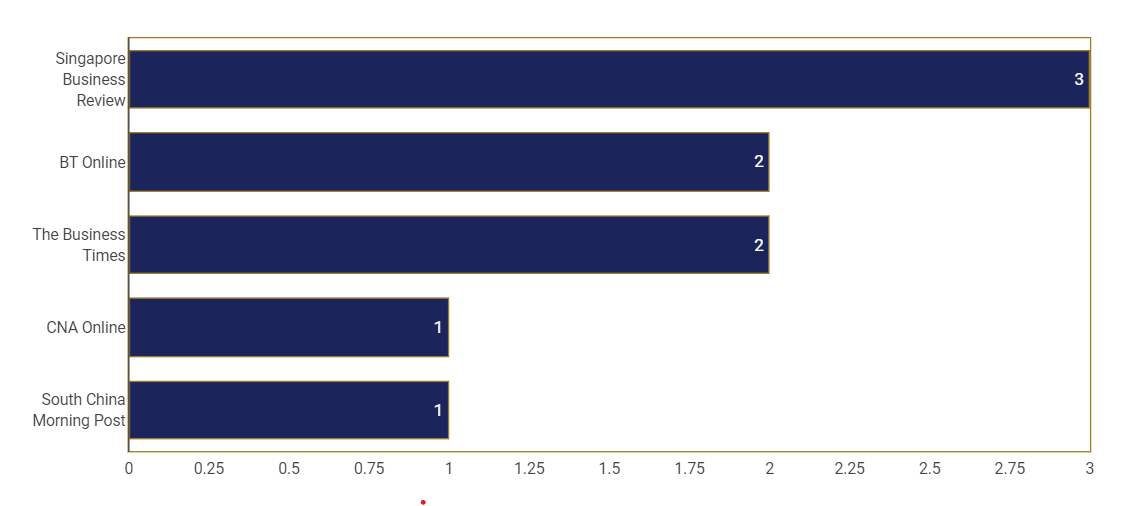 Singapore
Business
Review
3
BT Online
2
The Business
Times
2
CNA Online
1
South China
Morning Post
1
0 0.25 0.5 0.75 1 1.25 1.5 1.75 2 2.25 2.5 2.75 3